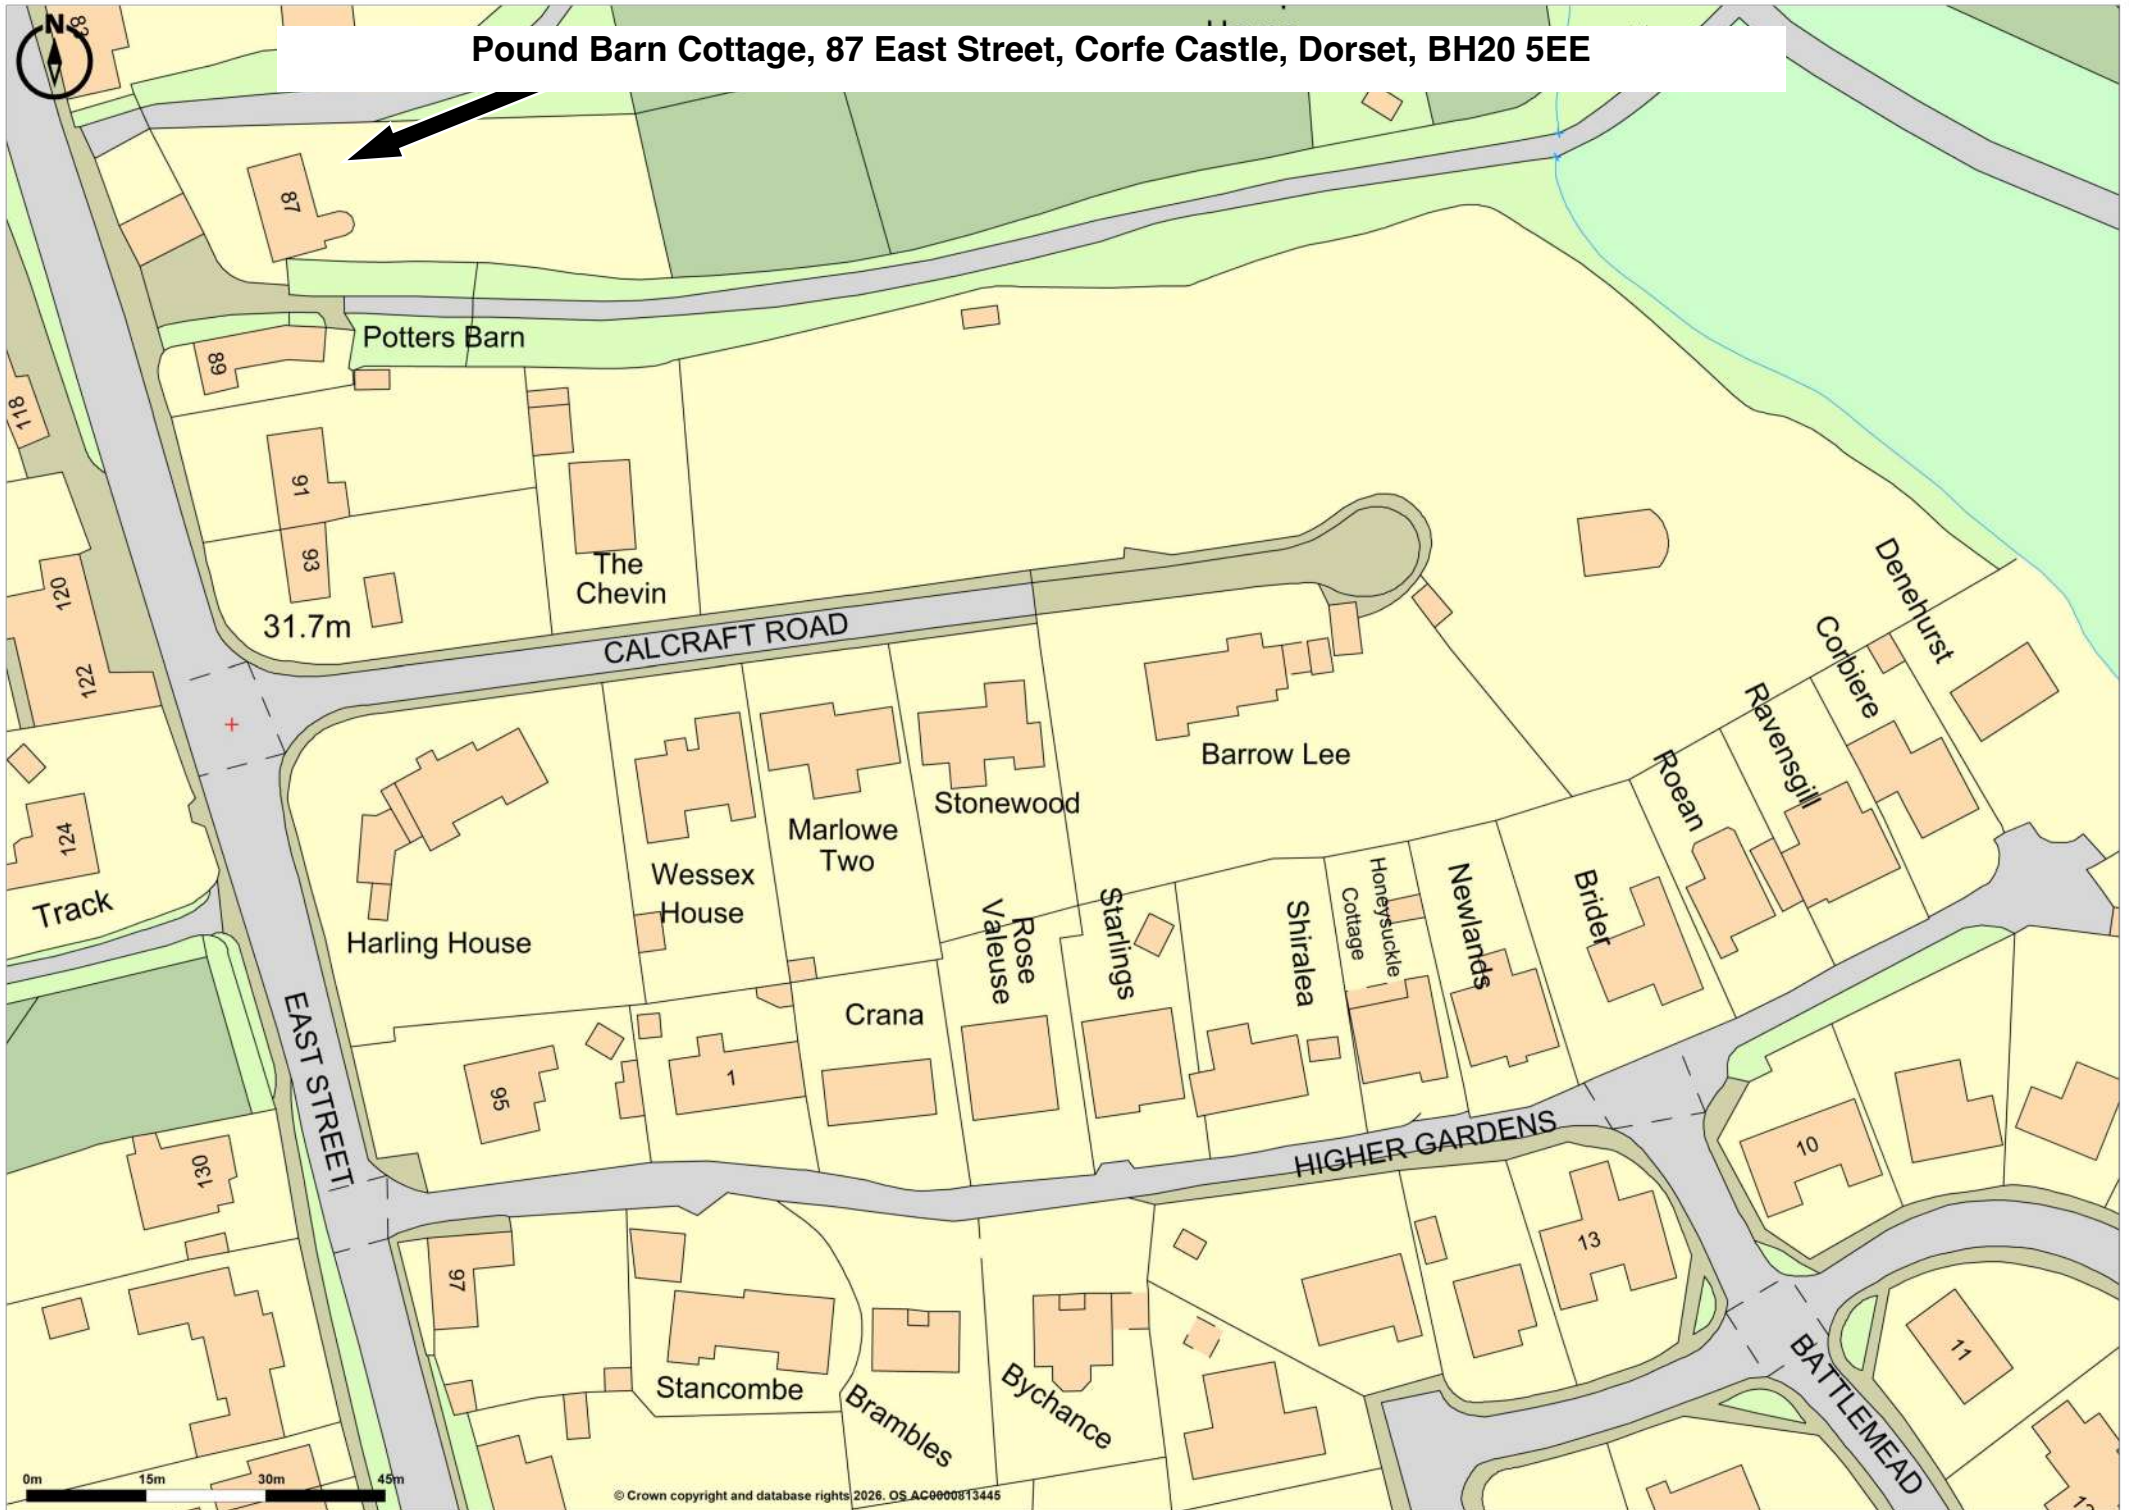 N
83
Pound Barn Cottage, 87 East Street, Corfe Castle, Dorset, BH20 5EE
87
Potters Barn
89
118
91
93
The
Chevin
31.7m
120
122
CALCRAFT ROAD
Denehurst
Corbiere
Ravensgill
Roean
Barrow Lee
Stonewood
Marlowe
Two
Wessex
House
124
Track
Harling House
Rose
Valeuse
Starlings
Shiralea
Honeysuckle
Cottage
Newlands
Brider
Crana
EAST STREET
95
1
HIGHER GARDENS
10
130
13
97
Stancombe
Brambles
Bychance
BATTLEMEAD
11
0m 15m 30m 45m
© Crown copyright and database rights 2026. OS AC0000813445